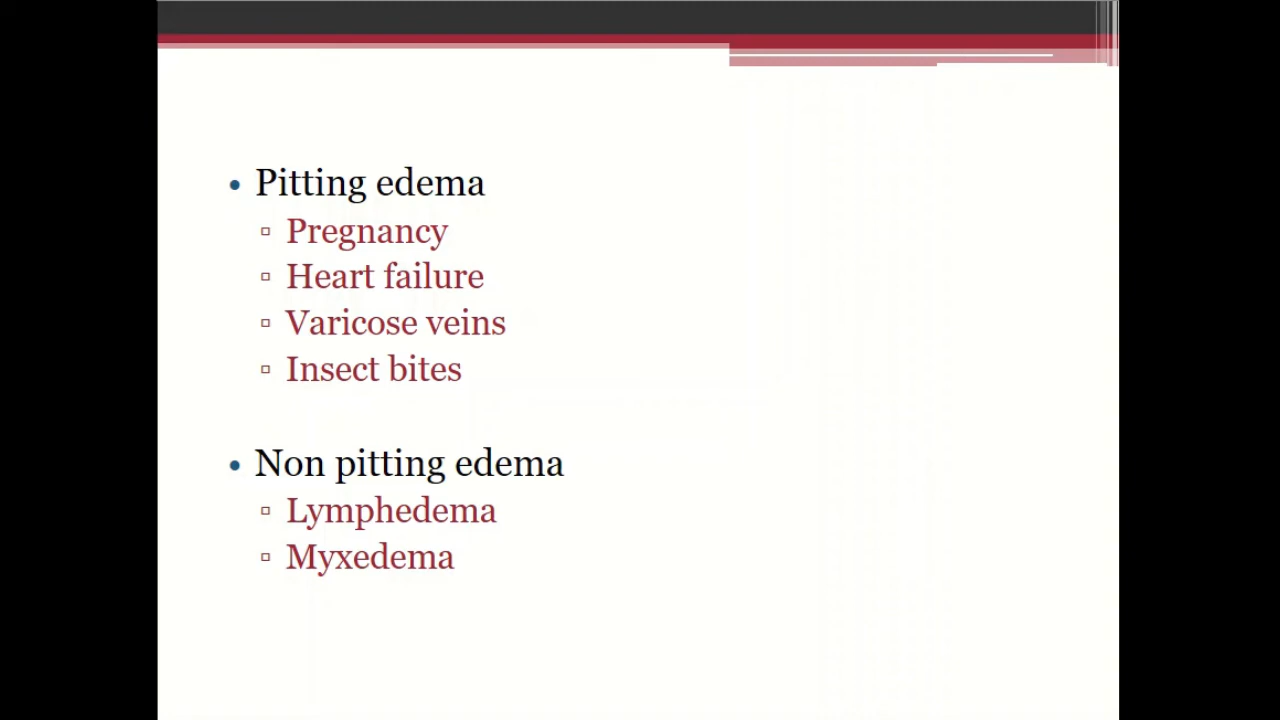 • Pitting edema
▫ Pregnancy
▫ Heart failure
▫ Varicose veins
▫ Insect bites
• Non pitting edema
▫ Lymphedema
▫ Myxedema